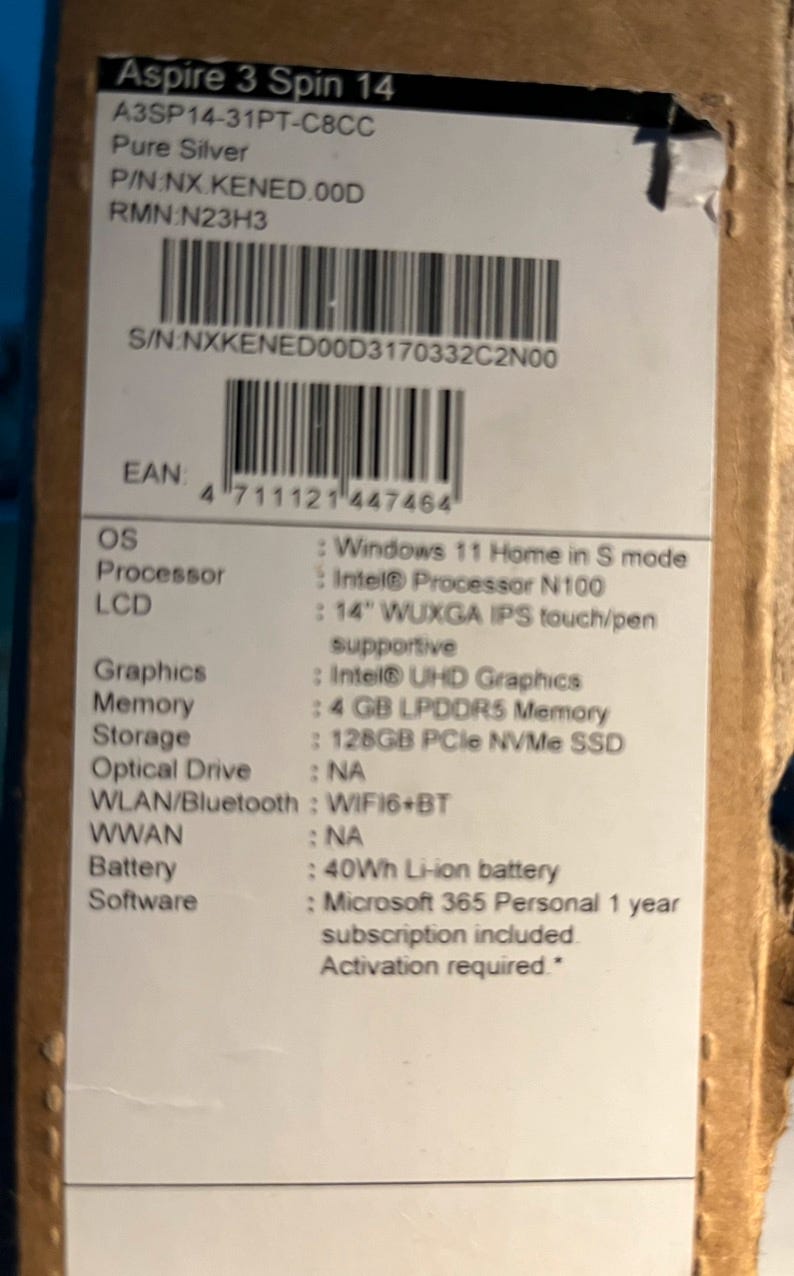 Aspire 3 Spin 14
A3SP14-31PT-C8CC
Pure Silver
P/N:NX.KENED.00D
RMN:N23H3
S/N:NXKENED00D3170332C2N00
EAN: 4 711121 447464
OS : Windows 11 Home in S mode
Processor : Intel® Processor N100
LCD : 14" WUXGA IPS touch/pen
supportive
Graphics : Intel® UHD Graphics
Memory : 4 GB LPDDR5 Memory
Storage : 128GB PCIe NVMe SSD
Optical Drive : NA
WLAN/Bluetooth : WIFI6+BT
WWAN : NA
Battery : 40Wh Li-ion battery
Software : Microsoft 365 Personal 1 year
subscription included.
Activation required.*